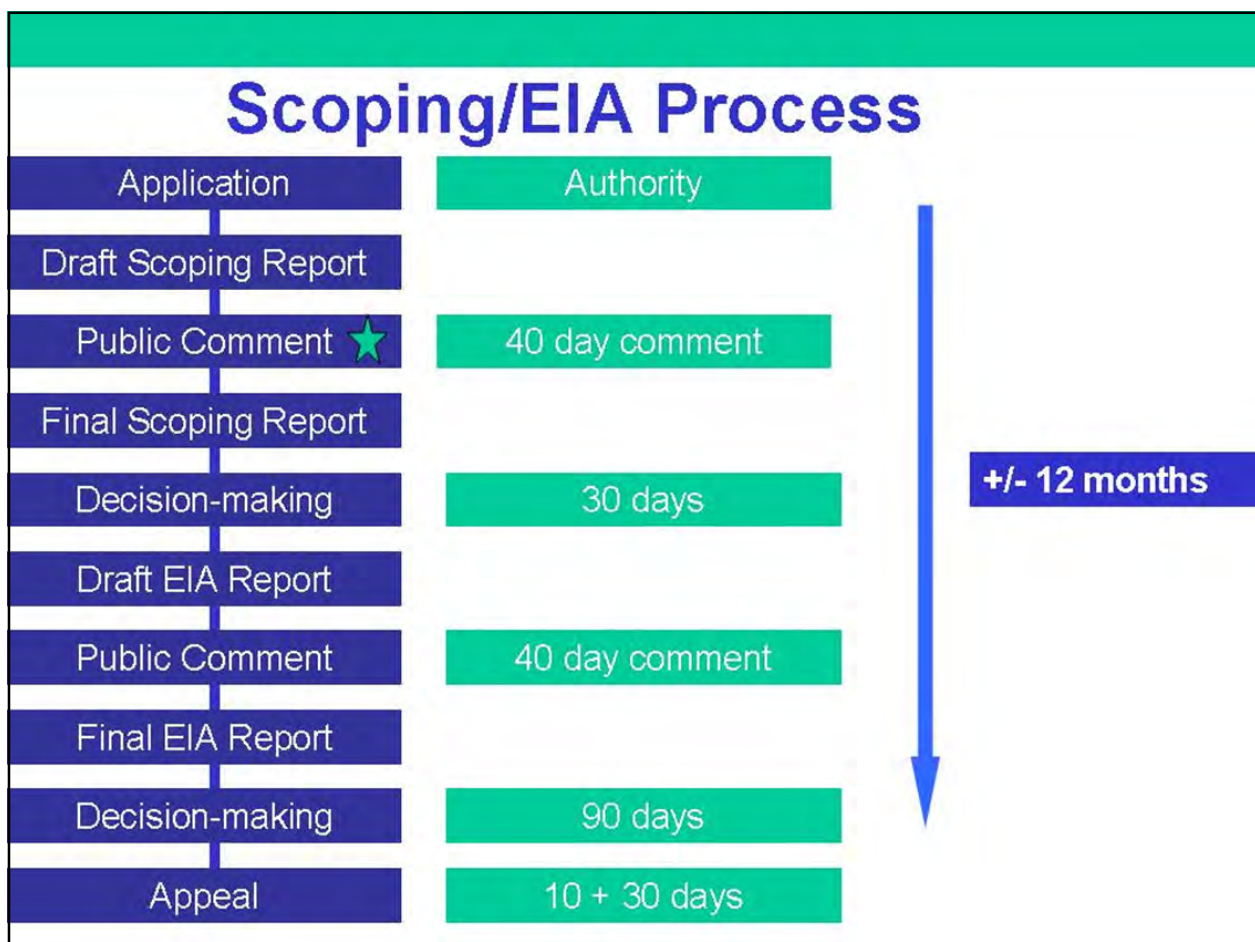 Scoping/EIA Process
Application
Authority
Draft Scoping Report
Public Comment
40 day comment
Final Scoping Report
+/- 12 months
Decision-making
30 days
Draft EIA Report
Public Comment
40 day comment
Final EIA Report
Decision-making
90 days
Appeal
10 + 30 days